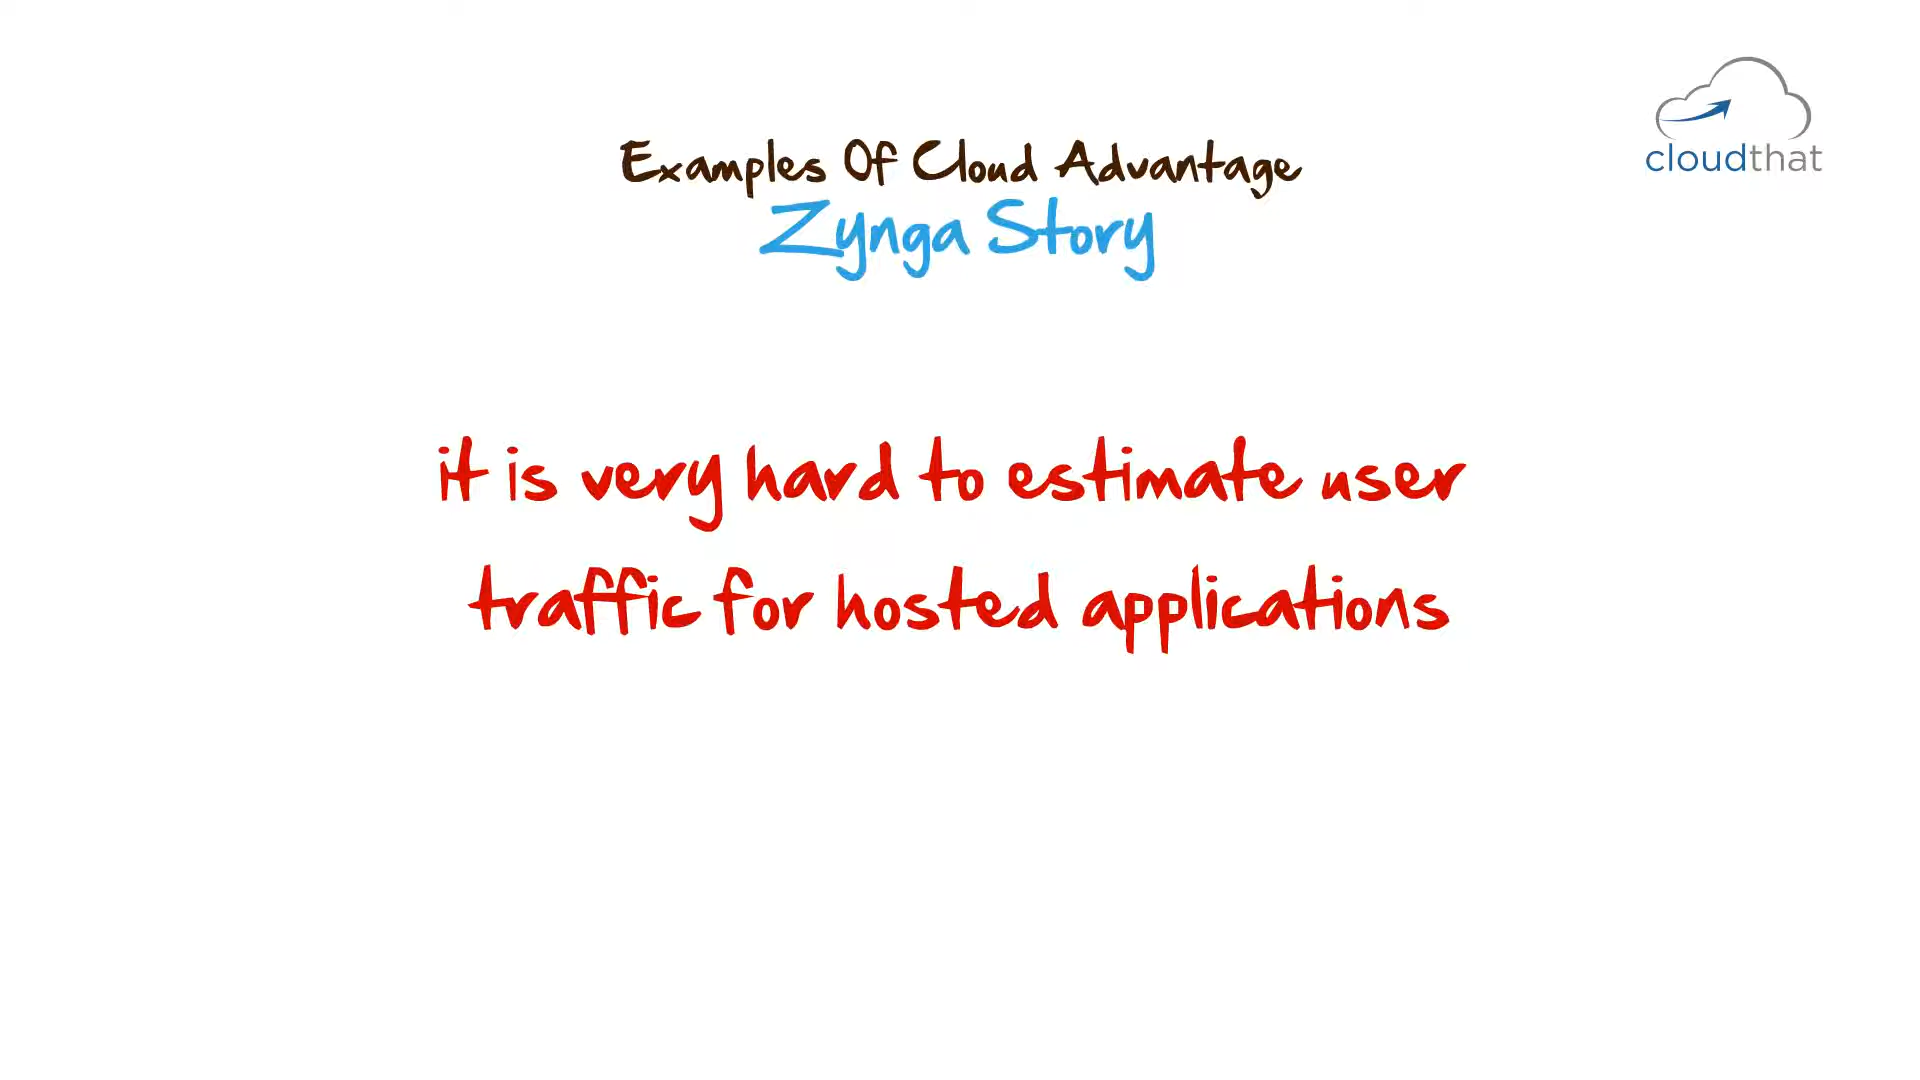 Examples Of Cloud Advantage
Zynga Story
cloudthat
it is very hard to estimate user
traffic for hosted applications